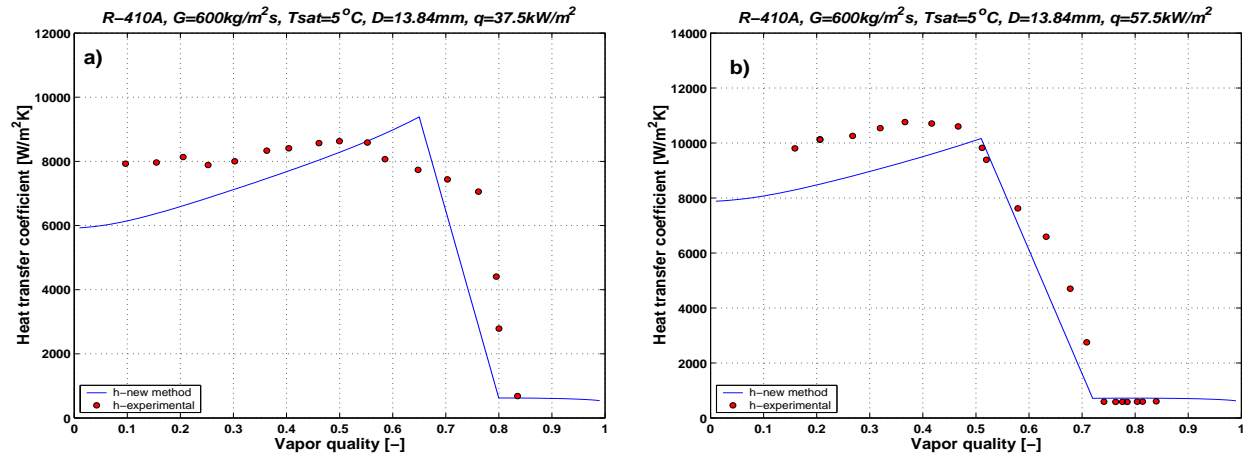 R-410A, G=600kg/m²s, Tsat=5°C, D=13.84mm, q=37.5kW/m²
a)
Heat transfer coefficient [W/m²K]
12000
10000
8000
6000
4000
2000
0
h-new method
h-experimental
0 0.1 0.2 0.3 0.4 0.5 0.6 0.7 0.8 0.9 1
Vapor quality [-]
R-410A, G=600kg/m²s, Tsat=5°C, D=13.84mm, q=57.5kW/m²
b)
Heat transfer coefficient [W/m²K]
14000
12000
10000
8000
6000
4000
2000
0
h-new method
h-experimental
0 0.1 0.2 0.3 0.4 0.5 0.6 0.7 0.8 0.9 1
Vapor quality [-]